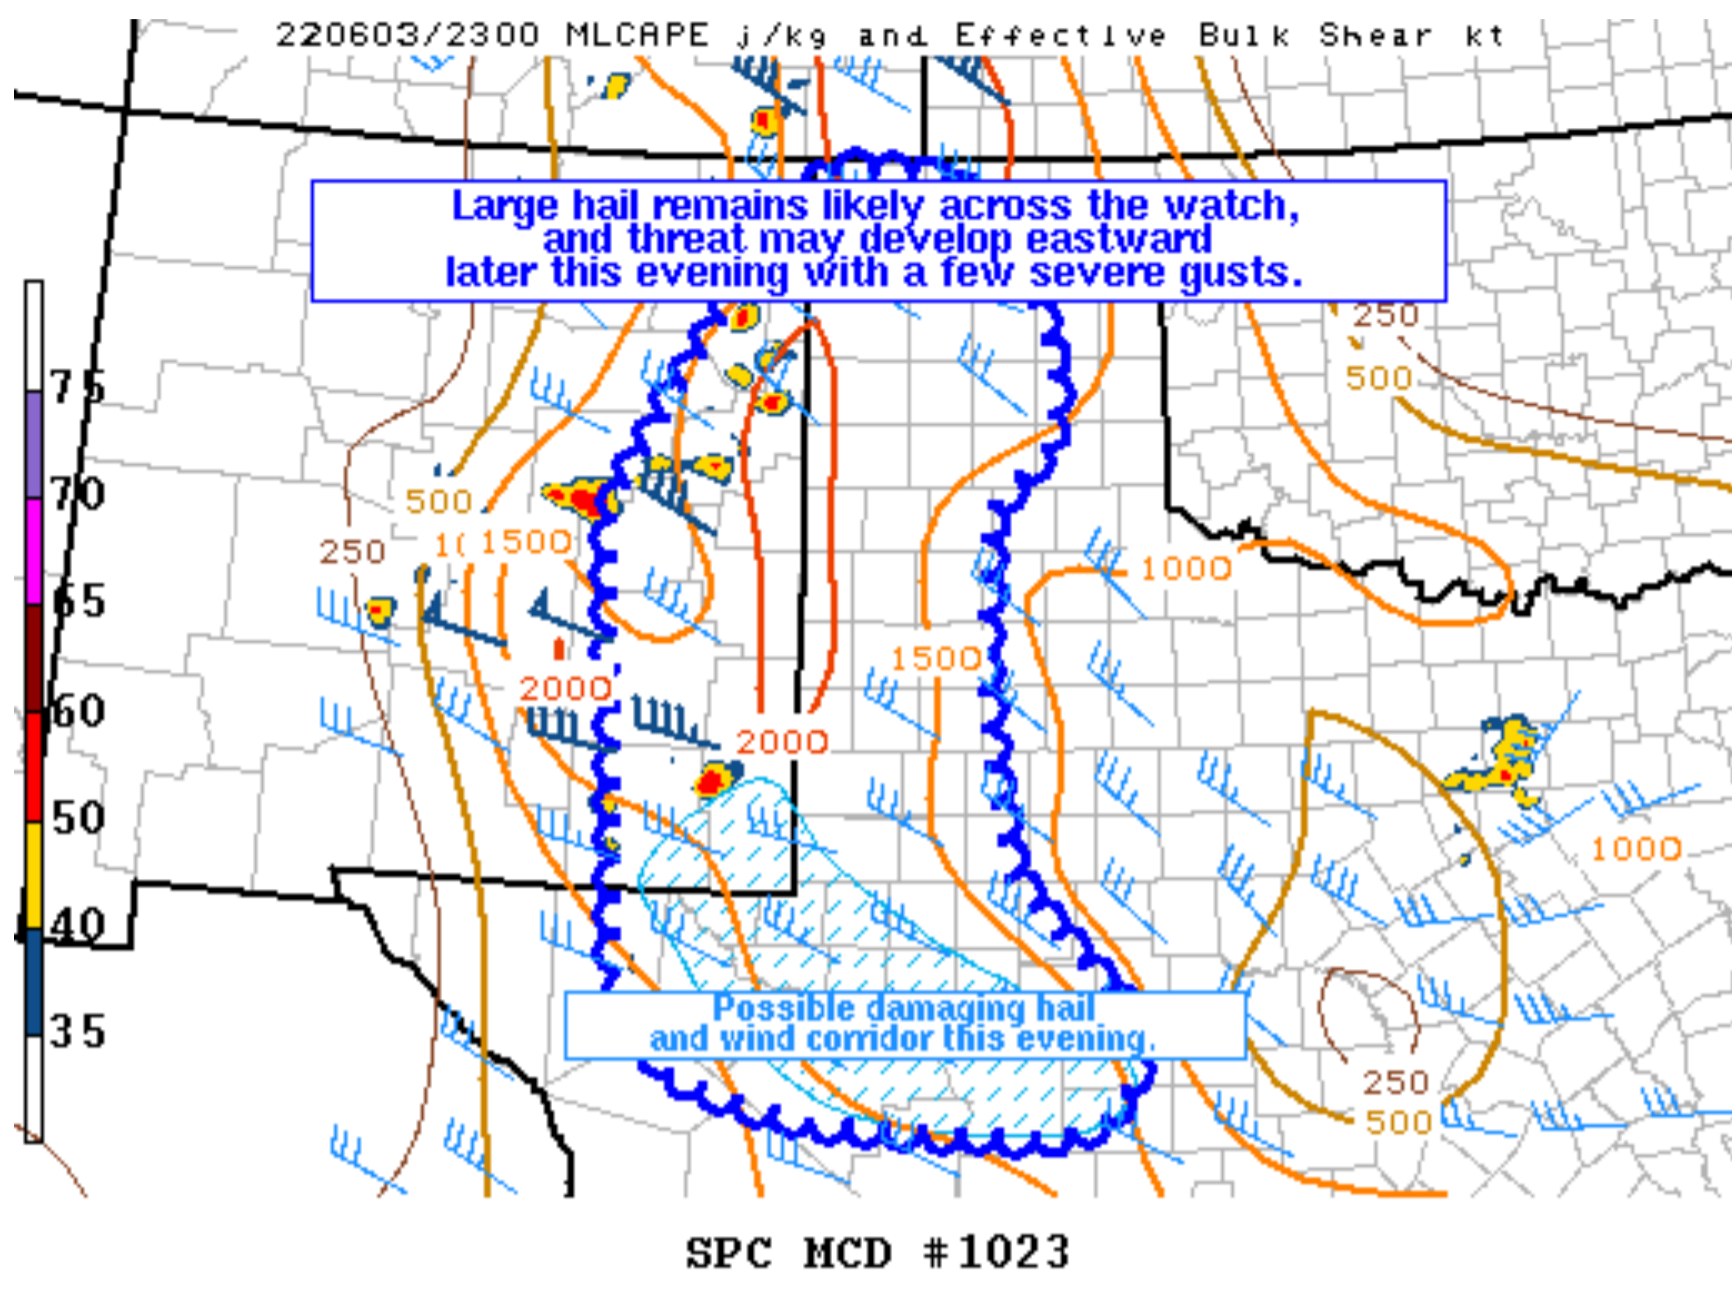 220603/2300 MLCAPE j/kg and Effective Bulk Shear kt
Large hail remains likely across the watch,
and threat may develop eastward
later this evening with a few severe gusts.
250
500
75
70
65
60
50
40
35
500
250
1500
1000
1500
2000
2000
1000
Possible damaging hail
and wind corridor this evening.
250
500
SPC MCD #1023